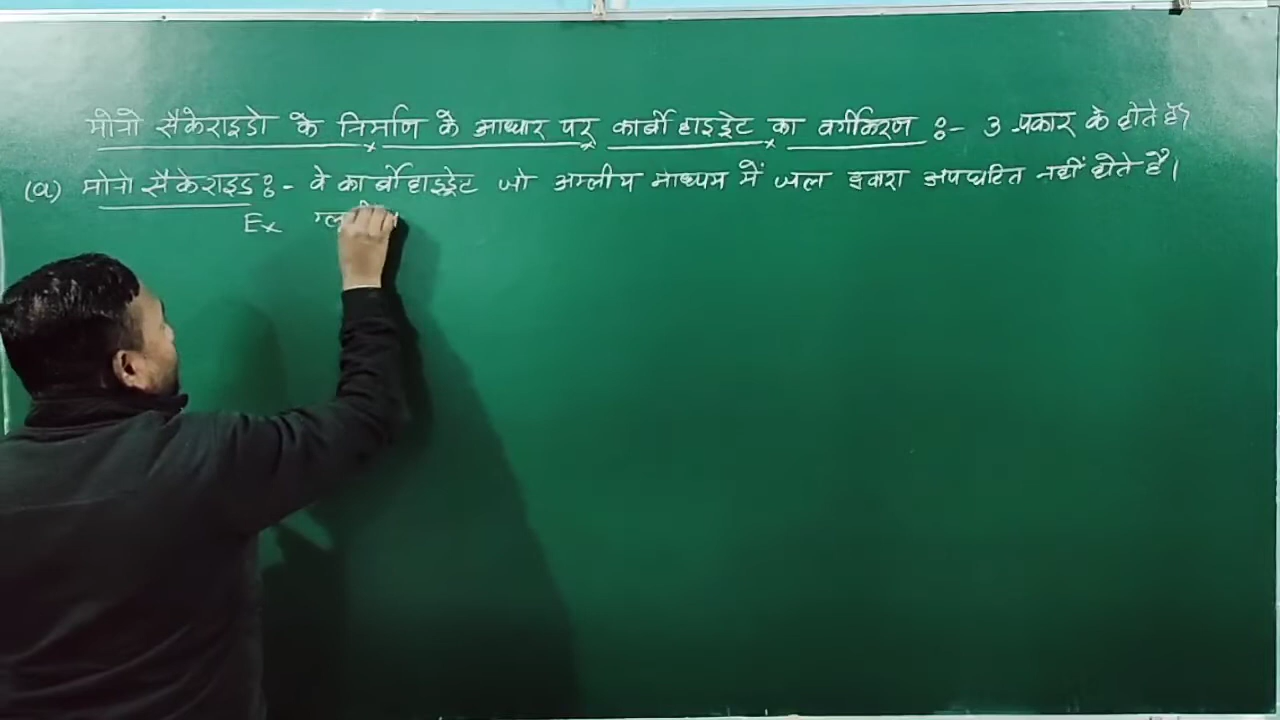 मोनो सैकेराइडो के निर्माण के आधार पर कार्बोहाइड्रेट का वर्गीकरण :- 3 प्रकार के होते हैं
(a) मोनो सैकेराइड :- वे कार्बोहाइड्रेट जो अम्लीय माध्यम में जल द्वारा अपघटित नहीं होते है।
Ex